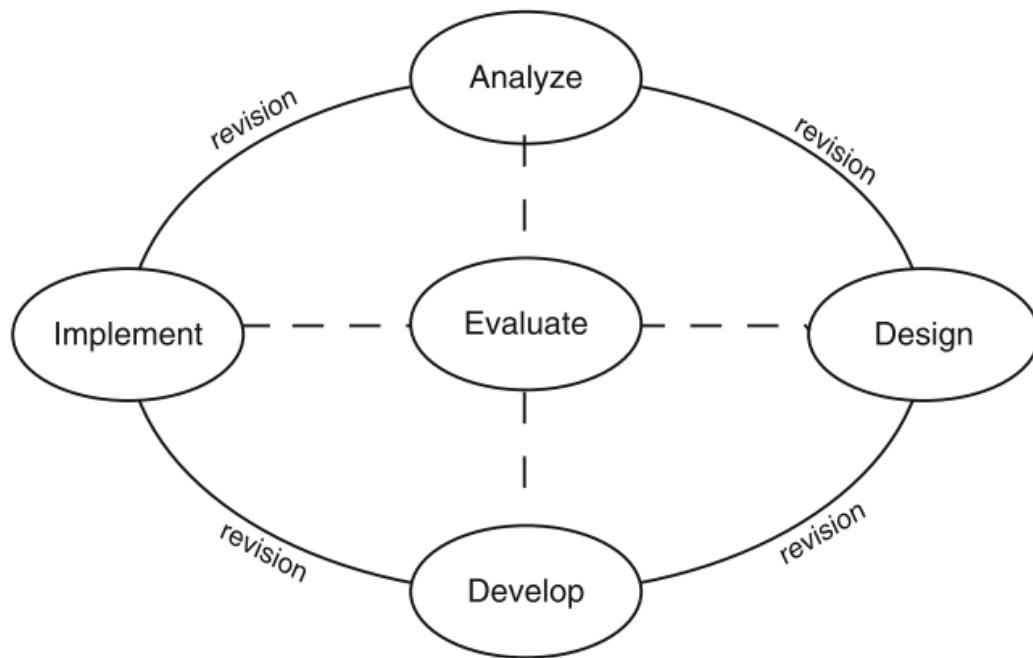 Analyze
revision
revision
Implement
Evaluate
Design
revision
revision
Develop